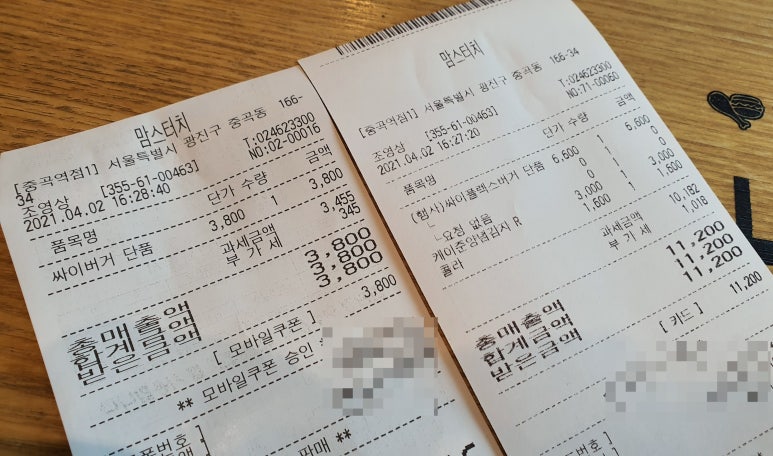 맘스터치
[중곡역점1] 서울특별시 광진구 중곡동 166-
34
T:024623300
조영상 [355-61-00463]
NO:02-00016
2021.04.02 16:28:40
품목명 단가 수량 금액
싸이버거 단품 3,800 1 3,800
과세금액 3,455
부 가 세 345
총매출액 3,800
합계금액 3,800
받은금액 3,800
[ 모바일쿠폰 ] 3,800
** 모바일쿠폰 승인
판매 **
맘스터치
[중곡역점1] 서울특별시 광진구 중곡동 166-34
T:024623300
조영상 [355-61-00463]
NO:71-00060
2021.04.02 16:27:20
품목명 단가 수량 금액
(행사)싸이플렉스버거 단품 6,600 1 6,600
└ 0 0
└요청 없음 0 0
케이준양념감시 R 3,000 1 3,000
콜라 1,600 1 1,600
10,182
과세금액
부 가 세 1,018
총매출액 11,200
합계금액 11,200
받은금액 11,200
[ 카드 ] 11,200